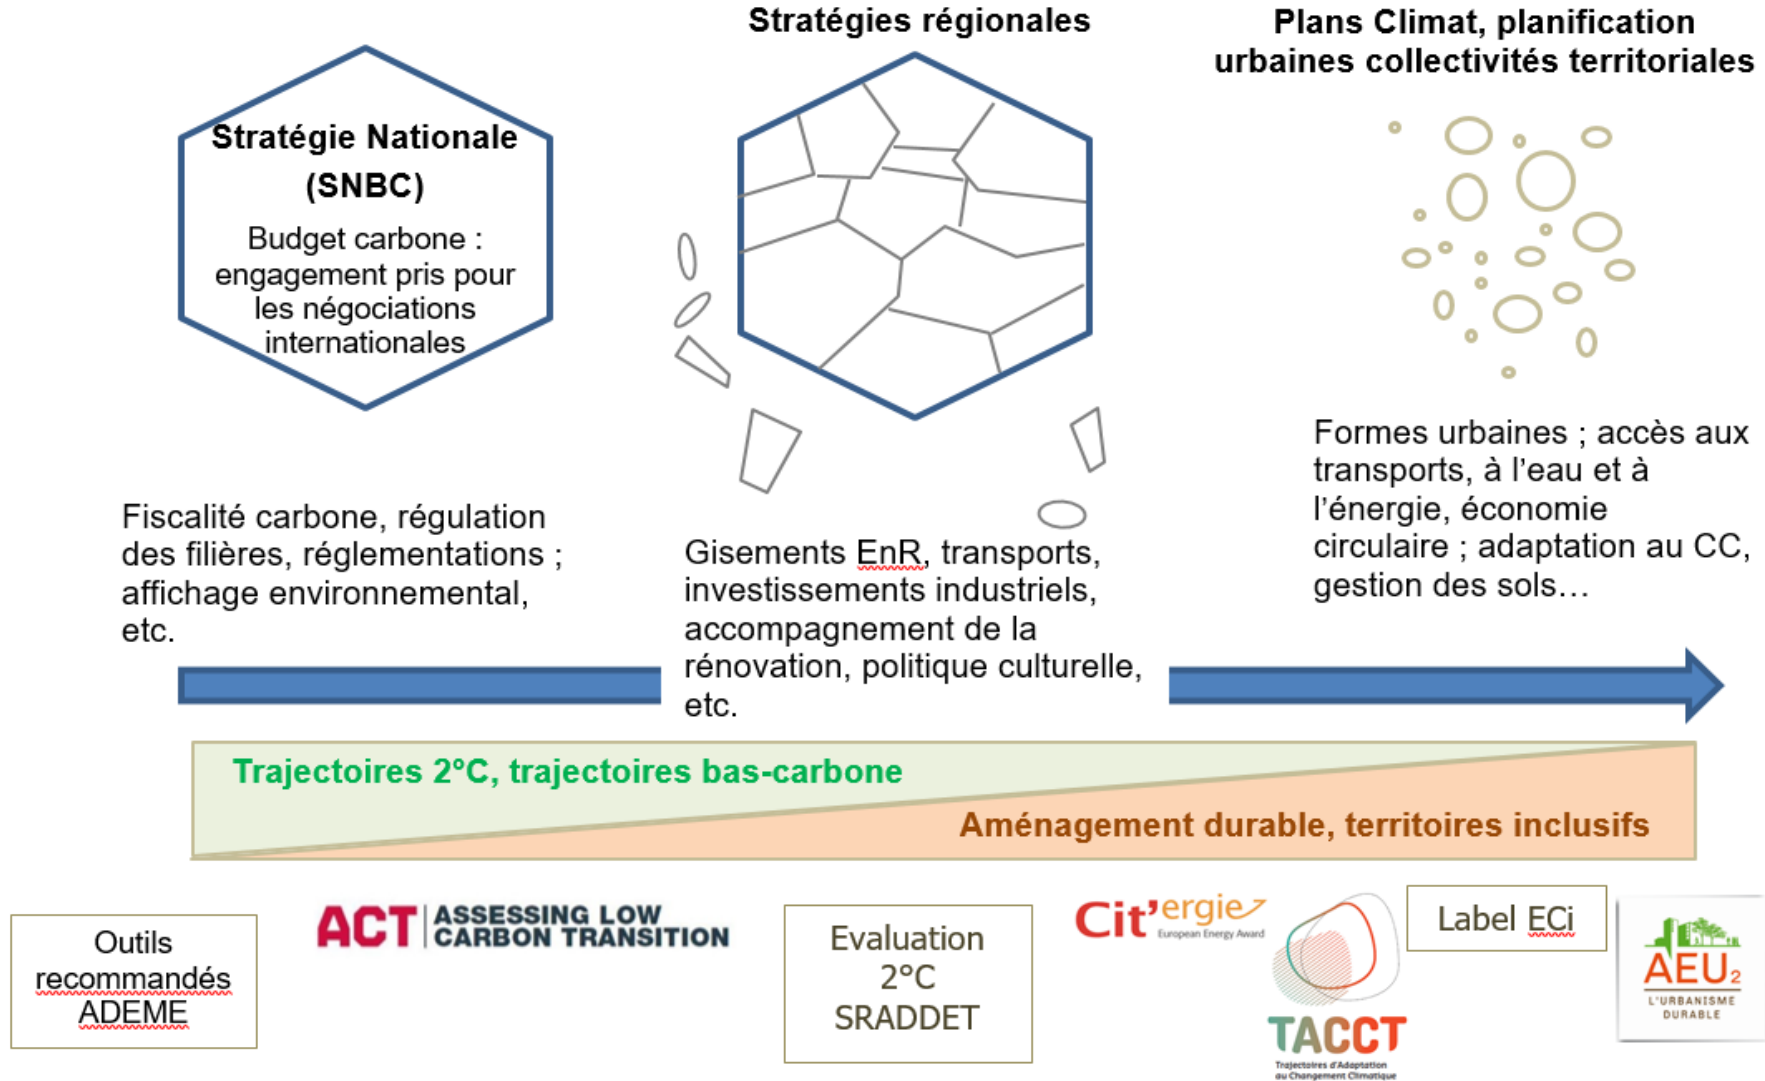 Stratégies régionales
Plans Climat, planification
urbaines collectivités territoriales
Stratégie Nationale
(SNBC)
Budget carbone :
engagement pris pour
les négociations
internationales
Fiscalité carbone, régulation
des filières, réglementations ;
affichage environnemental,
etc.
Gisements EnR, transports,
investissements industriels,
accompagnement de la
rénovation, politique culturelle,
etc.
Formes urbaines ; accès aux
transports, à l’eau et à
l’énergie, économie
circulaire ; adaptation au CC,
gestion des sols…
Trajectoires 2°C, trajectoires bas-carbone
Aménagement durable, territoires inclusifs
Outils
recommandés
ADEME
ACT ASSESSING LOW
CARBON TRANSITION
Evaluation
2°C
SRADDET
Cit’ergie
European Energy Award
TACCT
Trajectoires d'Adaptation
au Changement Climatique
Label ECi
AEU2
L'URBANISME
DURABLE